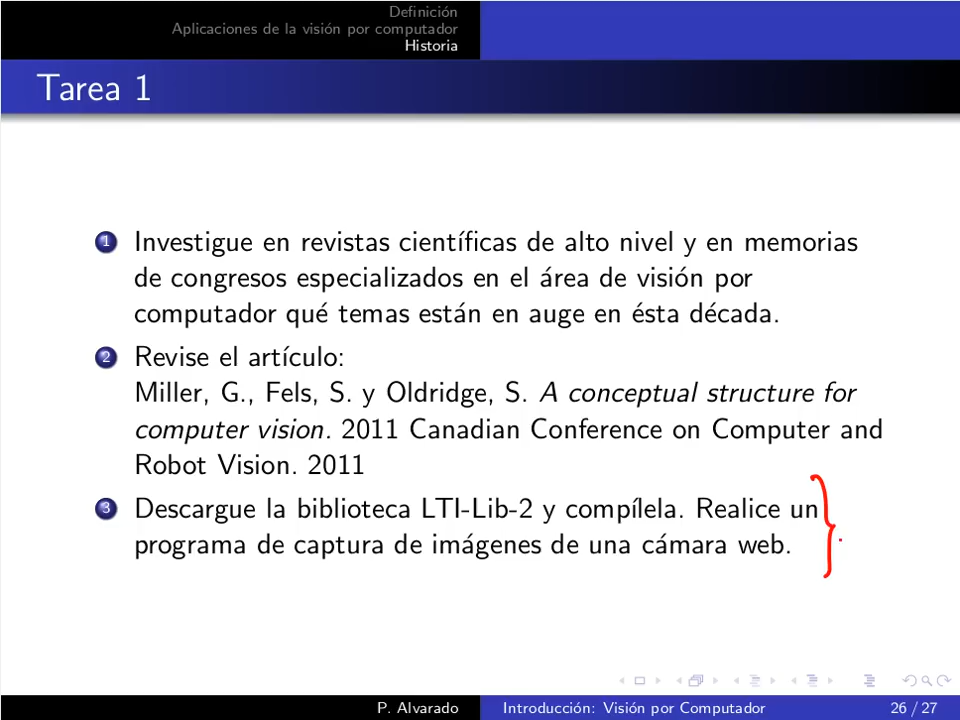 Definición
Aplicaciones de la visión por computador
Historia
Tarea 1
1 Investigue en revistas científicas de alto nivel y en memorias
de congresos especializados en el área de visión por
computador qué temas están en auge en ésta década.
2 Revise el artículo:
Miller, G., Fels, S. y Oldridge, S. A conceptual structure for
computer vision. 2011 Canadian Conference on Computer and
Robot Vision. 2011
3 Descargue la biblioteca LTI-Lib-2 y compílela. Realice un
programa de captura de imágenes de una cámara web.
P. Alvarado
Introducción: Visión por Computador
26 / 27